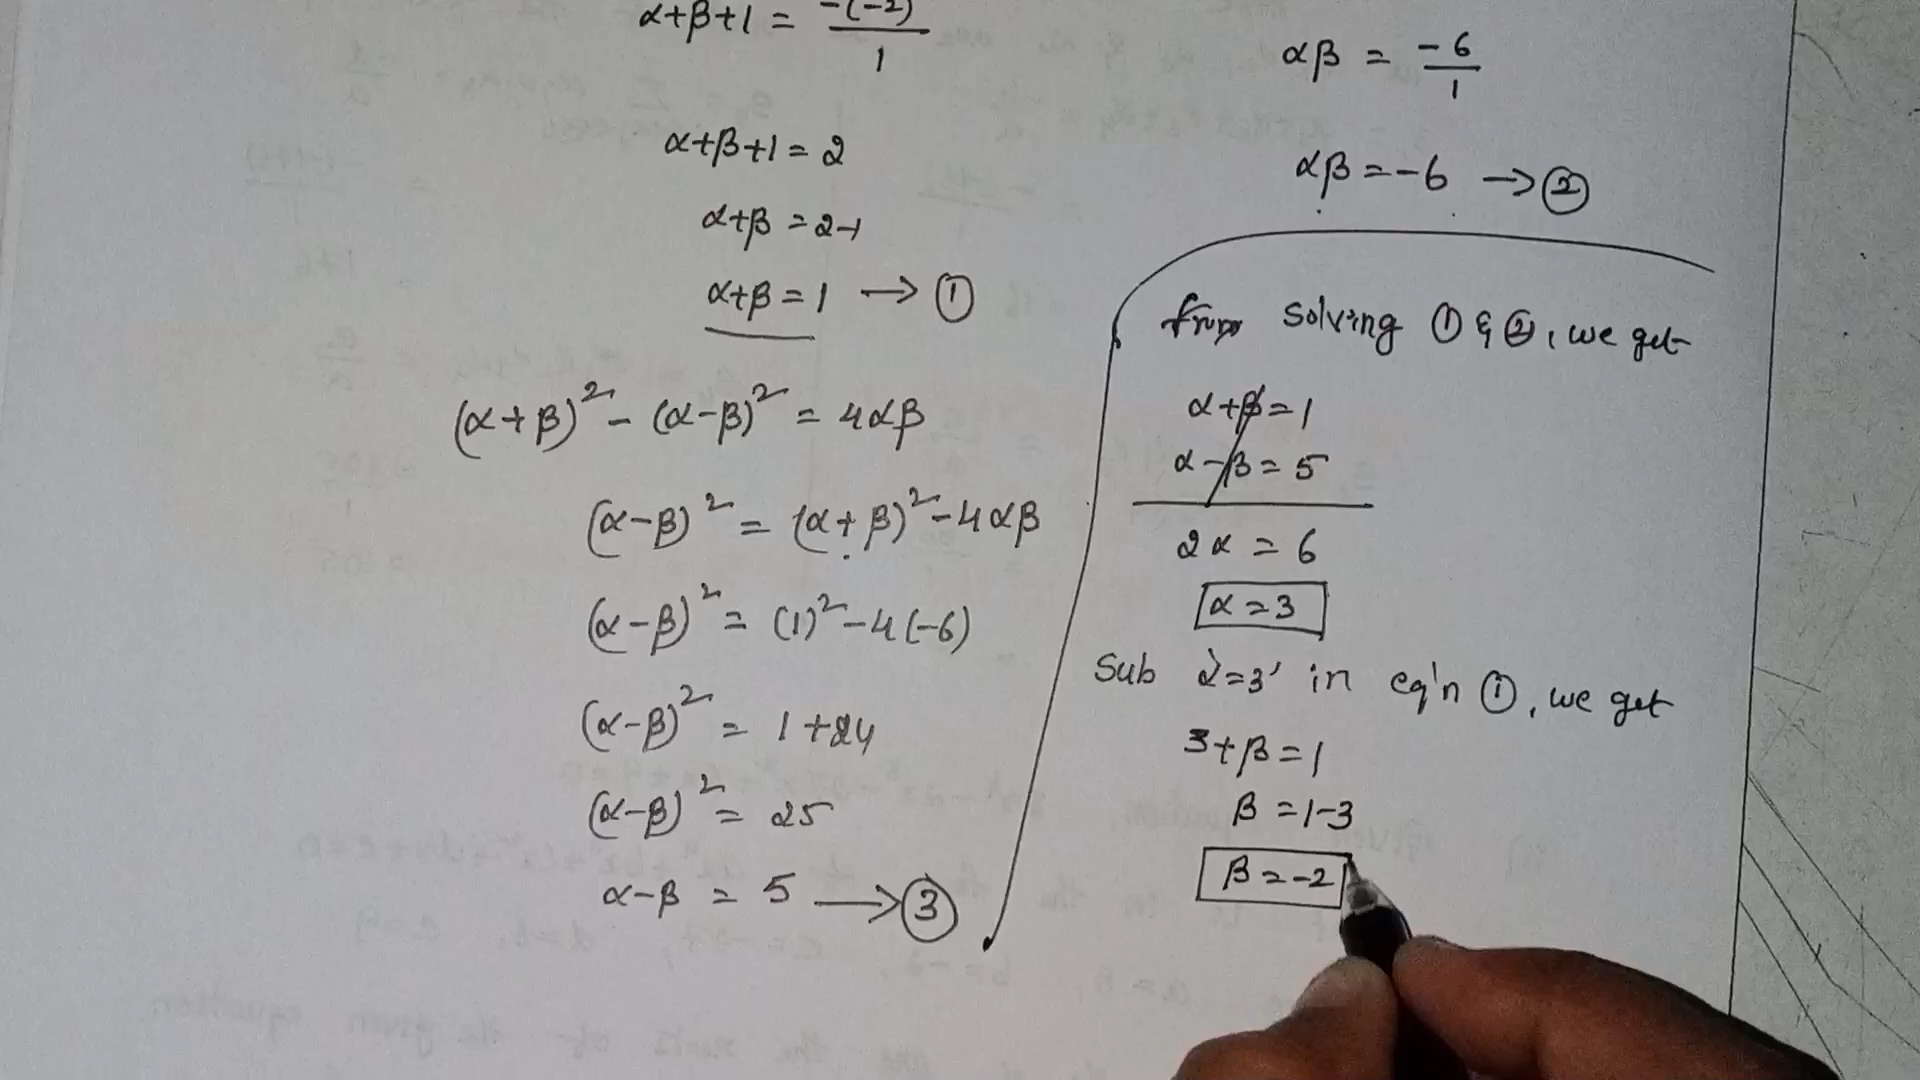 α+β+1 = -(-2)/1
α+β+1 = 2
α+β = 2-1
α+β = 1 → ①
(α+β)² - (α-β)² = 4αβ
(α-β)² = (α+β)² - 4αβ
(α-β)² = (1)² - 4(-6)
(α-β)² = 1+24
(α-β)² = 25
α-β = 5 → ③
αβ = -6/1
αβ = -6 → ②
from solving ① & ②, we get
α+β = 1
α-β = 5
2α = 6
α = 3
Sub 'α=3' in eq'n ①, we get
3+β = 1
β = 1-3
β = -2